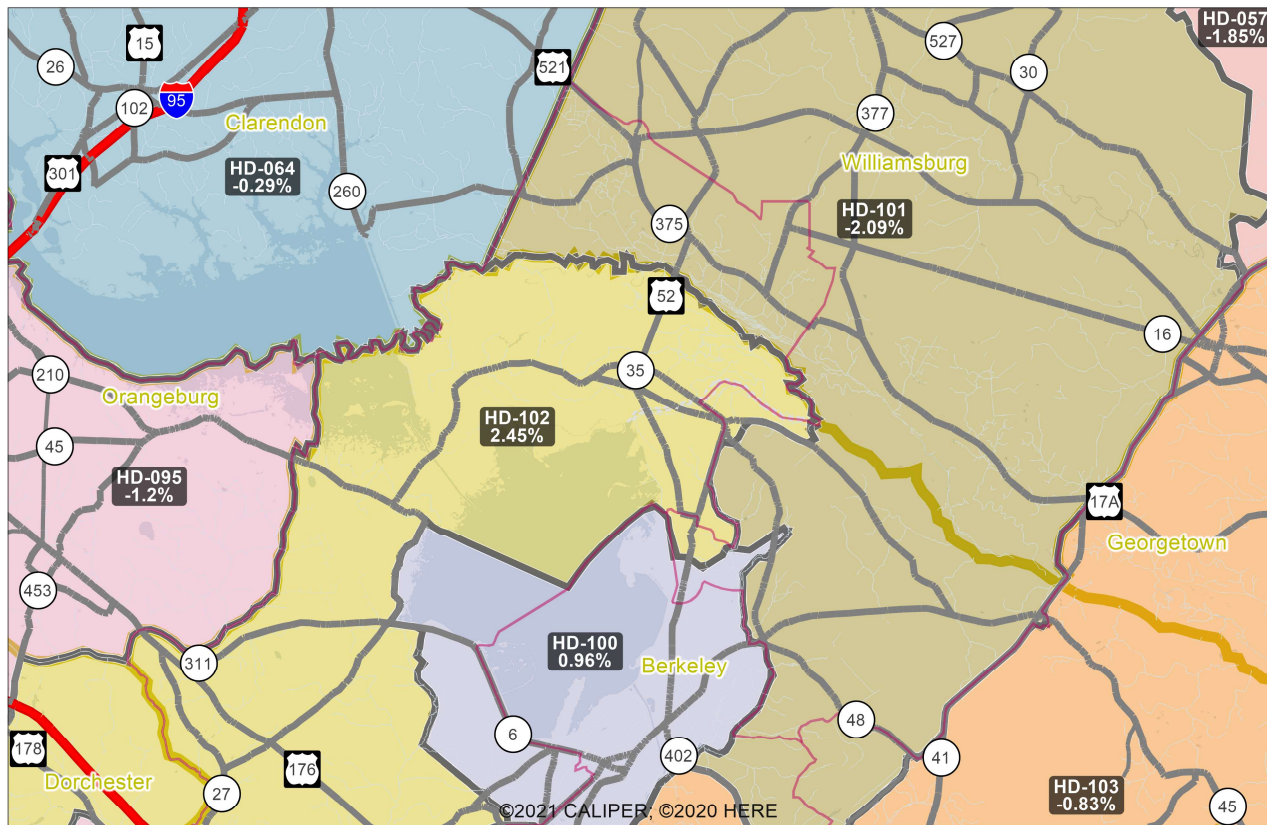 HD-057
-1.85%
15
26
527
521
30
95
102
377
Clarendon
Williamsburg
301
HD-064
-0.29%
260
HD-101
-2.09%
375
52
16
210
35
Orangeburg
HD-102
2.45%
45
HD-095
-1.2%
17A
Georgetown
453
HD-100
0.96%
311
Berkeley
6
48
178
402
41
176
Dorchester
27
HD-103
-0.83%
45
©2021 CALIPER; ©2020 HERE